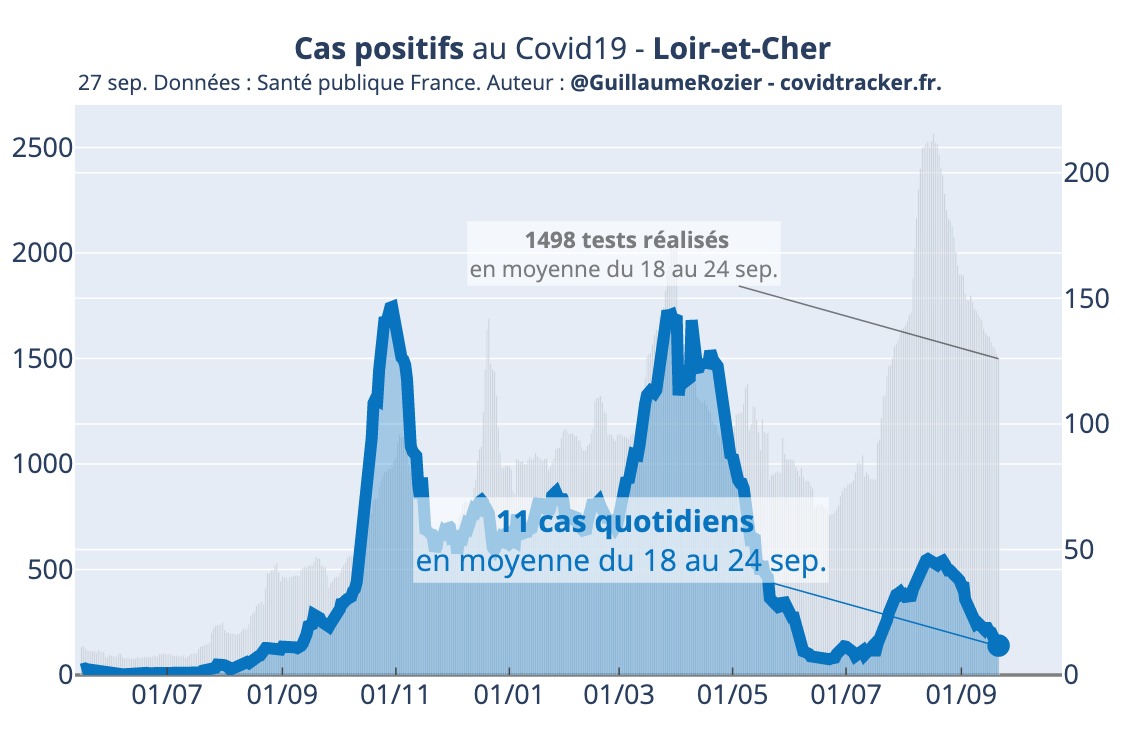 Cas positifs au Covid19 - Loir-et-Cher
27 sep. Données : Santé publique France. Auteur : @GuillaumeRozier - covidtracker.fr.
2500
2000
1500
1000
500
0
200
150
100
50
0
1498 tests réalisés
en moyenne du 18 au 24 sep.
11 cas quotidiens
en moyenne du 18 au 24 sep.
01/07 01/09 01/11 01/01 01/03 01/05 01/07 01/09